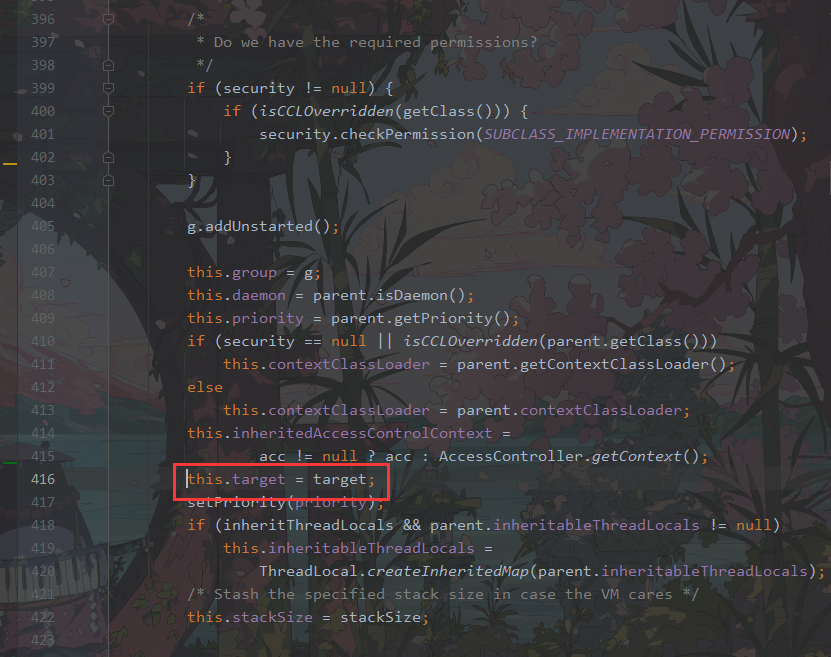 396 /*
397 * Do we have the required permissions?
398 */
399 if (security != null) {
400 if (isCCLOverridden(getClass())) {
401 security.checkPermission(SUBCLASS_IMPLEMENTATION_PERMISSION);
402 }
403 }
404
405 g.addUnstarted();
406
407 this.group = g;
408 this.daemon = parent.isDaemon();
409 this.priority = parent.getPriority();
410 if (security == null || isCCLOverridden(parent.getClass()))
411 this.contextClassLoader = parent.getContextClassLoader();
412 else
413 this.contextClassLoader = parent.contextClassLoader;
414 this.inheritedAccessControlContext =
415 acc != null ? acc : AccessController.getContext();
416 this.target = target;
417 setPriority(priority);
418 if (inheritThreadLocals && parent.inheritableThreadLocals != null)
419 this.inheritableThreadLocals =
420 ThreadLocal.createInheritedMap(parent.inheritableThreadLocals);
421 /* Stash the specified stack size in case the VM cares */
422 this.stackSize = stackSize;
423